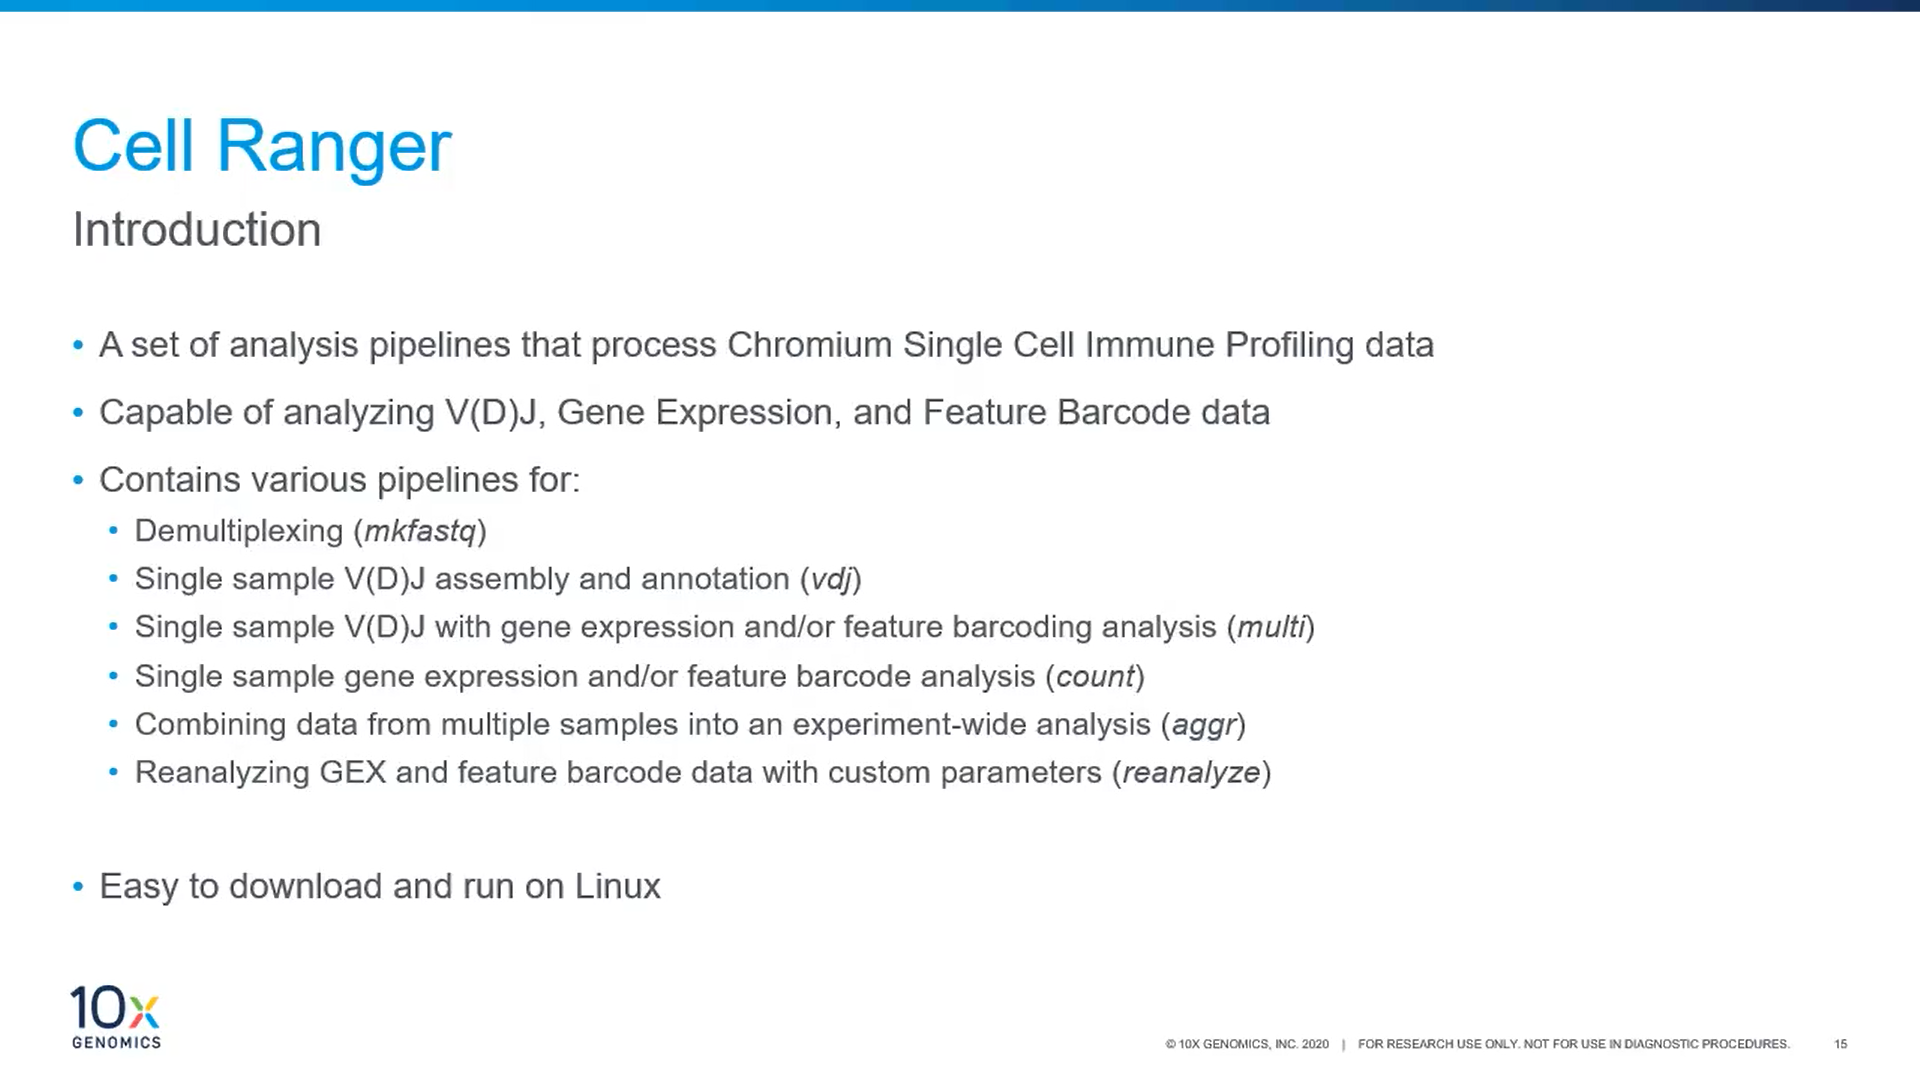 Cell Ranger
Introduction
• A set of analysis pipelines that process Chromium Single Cell Immune Profiling data
• Capable of analyzing V(D)J, Gene Expression, and Feature Barcode data
• Contains various pipelines for:
• Demultiplexing (mkfastq)
• Single sample V(D)J assembly and annotation (vdj)
• Single sample V(D)J with gene expression and/or feature barcoding analysis (multi)
• Single sample gene expression and/or feature barcode analysis (count)
• Combining data from multiple samples into an experiment-wide analysis (aggr)
• Reanalyzing GEX and feature barcode data with custom parameters (reanalyze)
• Easy to download and run on Linux
10x
GENOMICS
© 10X GENOMICS, INC. 2020 | FOR RESEARCH USE ONLY. NOT FOR USE IN DIAGNOSTIC PROCEDURES. 15